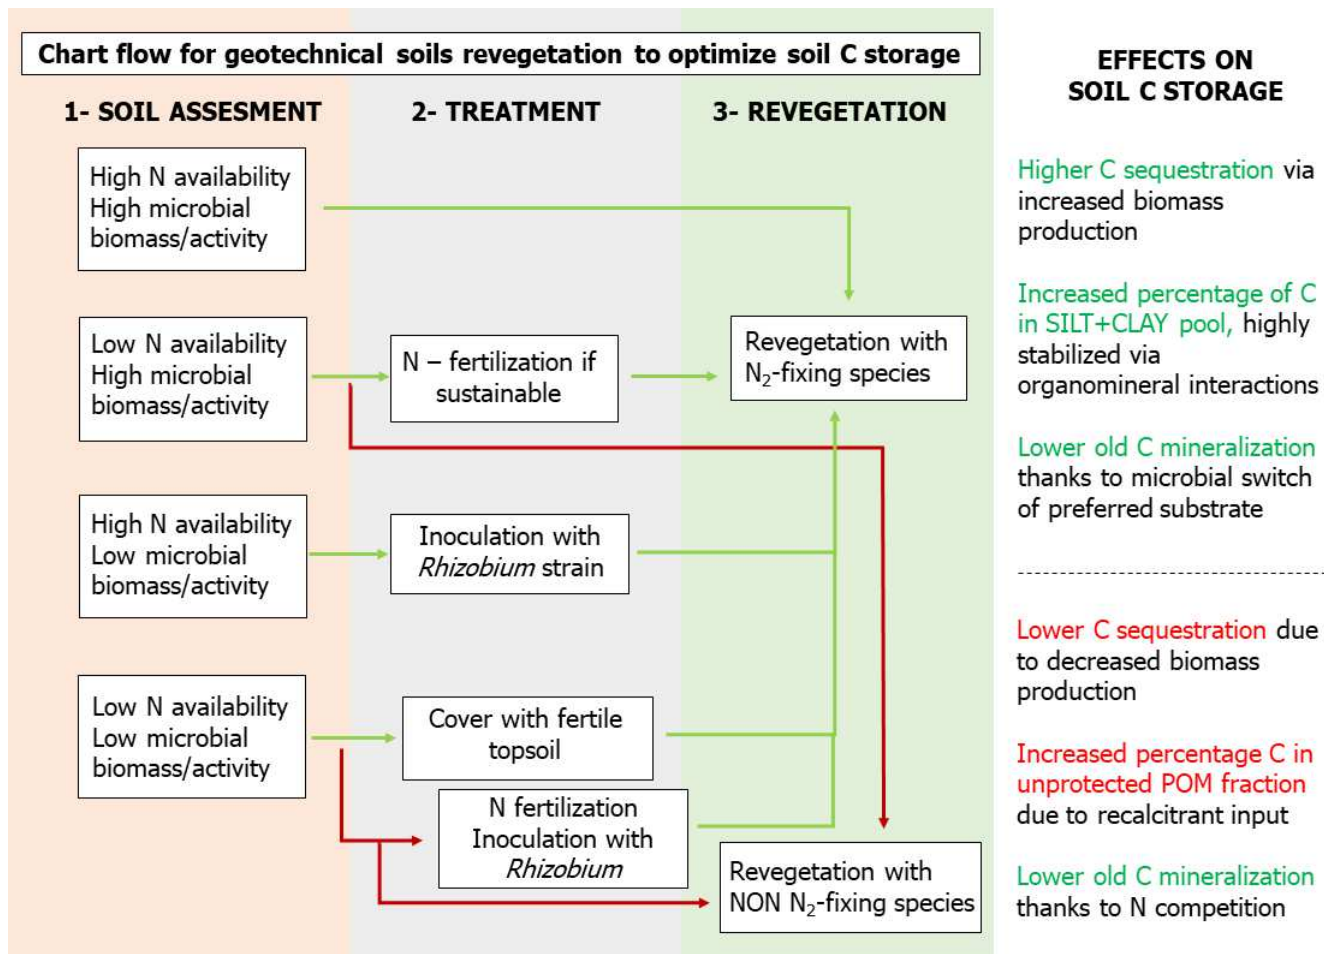 Chart flow for geotechnical soils revegetation to optimize soil C storage
1- SOIL ASSESMENT
2- TREATMENT
3- REVEGETATION
High N availability
High microbial
biomass/activity
Low N availability
High microbial
biomass/activity
N – fertilization if
sustainable
Revegetation with
N₂-fixing species
High N availability
Low microbial
biomass/activity
Inoculation with
Rhizobium strain
Low N availability
Low microbial
biomass/activity
Cover with fertile
topsoil
N fertilization
Inoculation with
Rhizobium
Revegetation with
NON N₂-fixing species
EFFECTS ON
SOIL C STORAGE
Higher C sequestration via
increased biomass
production
Increased percentage of C
in SILT+CLAY pool, highly
stabilized via
organomineral interactions
Lower old C mineralization
thanks to microbial switch
of preferred substrate
Lower C sequestration due
to decreased biomass
production
Increased percentage C in
unprotected POM fraction
due to recalcitrant input
Lower old C mineralization
thanks to N competition